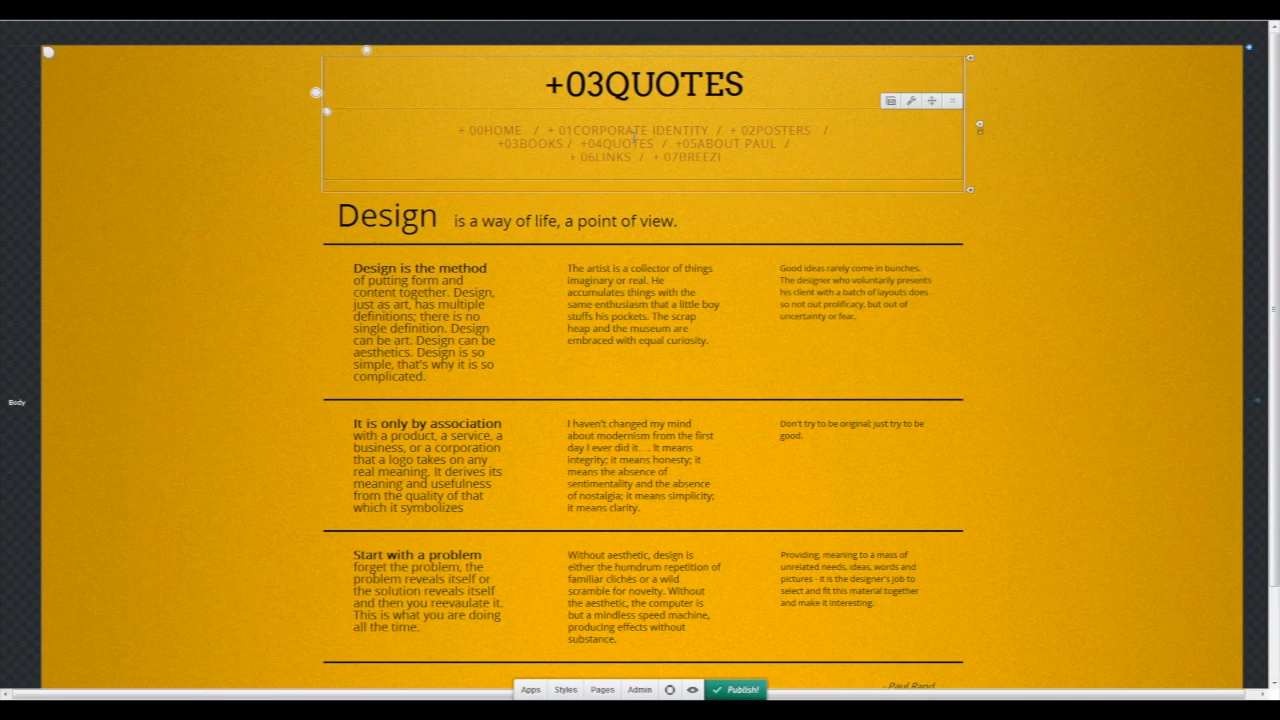 +03QUOTES
+ 00HOME / + 01CORPORATE IDENTITY / + 02POSTERS /
+03BOOKS / +04QUOTES / +05ABOUT PAUL /
+ 06LINKS / + 07BREEZI
Design is a way of life, a point of view.
Design is the method
of putting form and
content together. Design,
just as art, has multiple
definitions; there is no
single definition. Design
can be art. Design can be
aesthetics. Design is so
simple, that's why it is so
complicated.
The artist is a collector of things
imaginary or real. He
accumulates things with the
same enthusiasm that a little boy
stuffs his pockets. The scrap
heap and the museum are
embraced with equal curiosity.
Good ideas rarely come in bunches.
The designer who voluntarily presents
his client with a batch of layouts does
so not out prolificacy, but out of
uncertainty or fear.
Body
It is only by association
with a product, a service, a
business, or a corporation
that a logo takes on any
real meaning. It derives its
meaning and usefulness
from the quality of that
which it symbolizes
I haven't changed my mind
about modernism from the first
day I ever did it. . . It means
integrity; it means honesty; it
means the absence of
sentimentality and the absence
of nostalgia; it means simplicity;
it means clarity.
Don't try to be original; just try to be
good.
Start with a problem
forget the problem, the
problem reveals itself or
the solution reveals itself
and then you reevaulate it.
This is what you are doing
all the time.
Without aesthetic, design is
either the humdrum repetition of
familiar clichés or a wild
scramble for novelty. Without
the aesthetic, the computer is
but a mindless speed machine,
producing effects without
substance.
Providing, meaning to a mass of
unrelated needs, ideas, words and
pictures - it is the designer's job to
select and fit this material together
and make it interesting.
- Paul Rand
Apps Styles Pages Admin Publish!